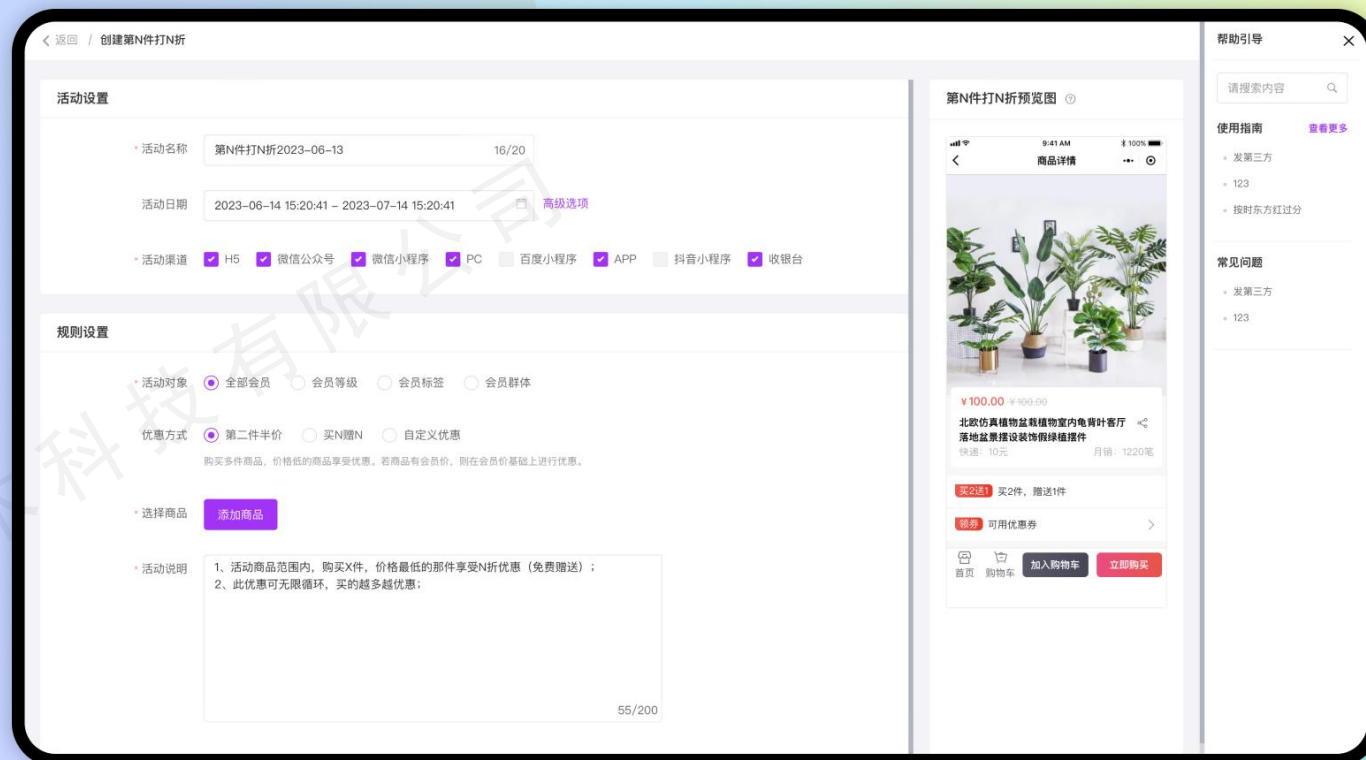 返回 / 创建第N件打N折
活动设置
* 活动名称 第N件打N折2023-06-13 16/20
活动日期 2023-06-14 15:20:41 - 2023-07-14 15:20:41 高级选项
* 活动渠道 H5 微信公众号 微信小程序 PC 百度小程序 APP 抖音小程序 收银台
规则设置
* 活动对象 全部会员 会员等级 会员标签 会员群体
优惠方式 第二件半价 买N赠N 自定义优惠
购买多件商品，价格低的商品享受优惠。若商品有会员价，则在会员价基础上进行优惠。
* 选择商品 添加商品
* 活动说明 1、活动商品范围内，购买X件，价格最低的那件享受N折优惠（免费赠送）；
2、此优惠可无限循环，买的越多越优惠；
55/200
第N件打N折预览图
9:41 AM 100%
商品详情
¥100.00 ¥100.00
北欧仿真植物盆栽植物室内龟背叶客厅
落地盆景摆设装饰假绿植摆件
快递：10元 月销：1220笔
买2送1 买2件，赠送1件
领券 可用优惠券
首页 购物车 加入购物车 立即购买
帮助引导
请搜索内容
使用指南 查看更多
发第三方
123
按时东方红过分
常见问题
发第三方
123
科技有限公司